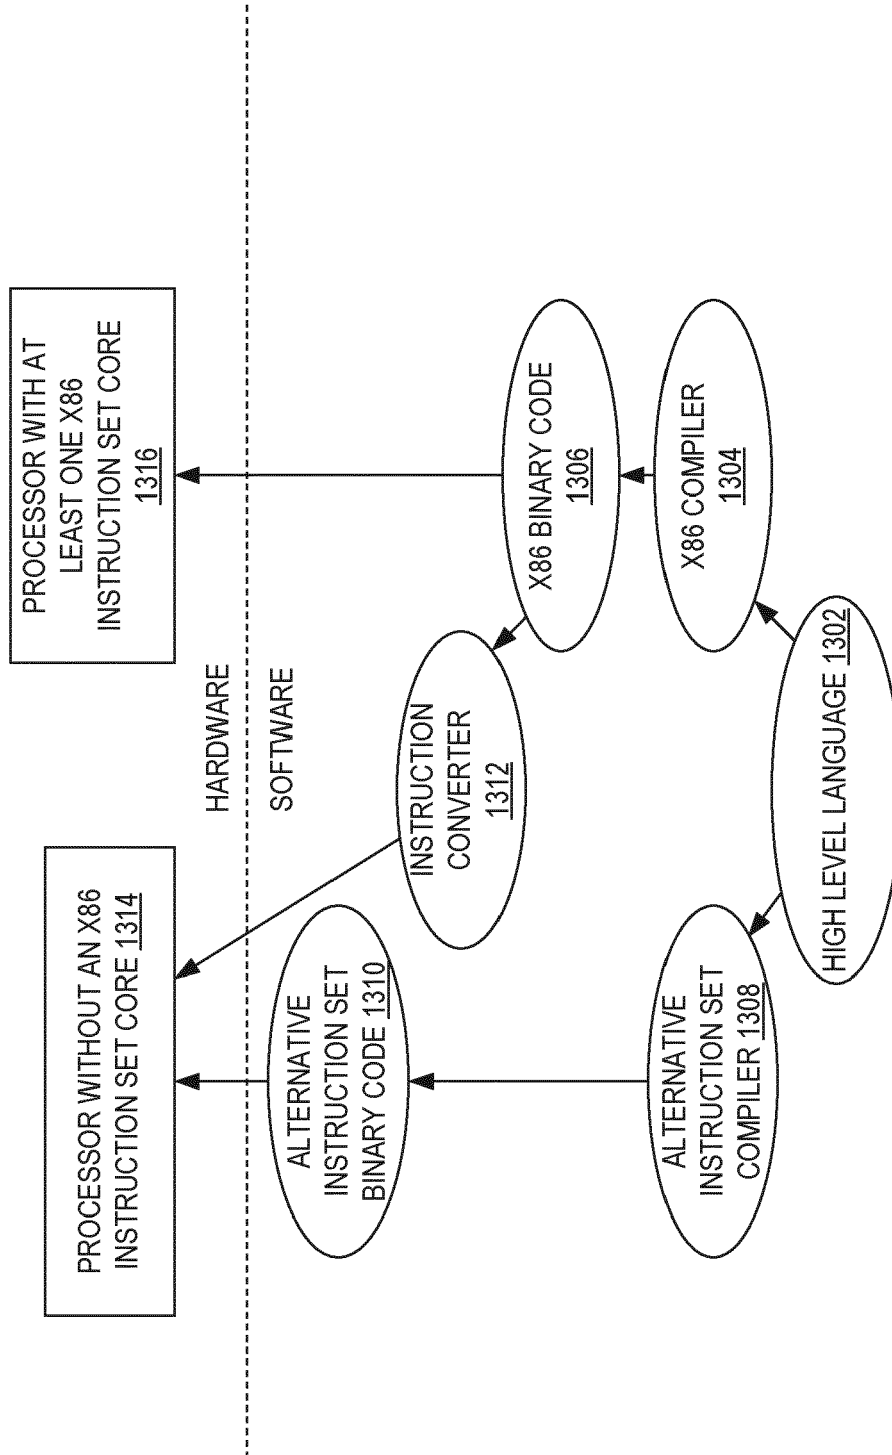 PROCESSOR WITHOUT AN X86
INSTRUCTION SET CORE 1314
PROCESSOR WITH AT
LEAST ONE X86
INSTRUCTION SET CORE
1316
HARDWARE
SOFTWARE
ALTERNATIVE
INSTRUCTION SET
BINARY CODE 1310
INSTRUCTION
CONVERTER
1312
X86 BINARY CODE
1306
ALTERNATIVE
INSTRUCTION SET
COMPILER 1308
X86 COMPILER
1304
HIGH LEVEL LANGUAGE 1302